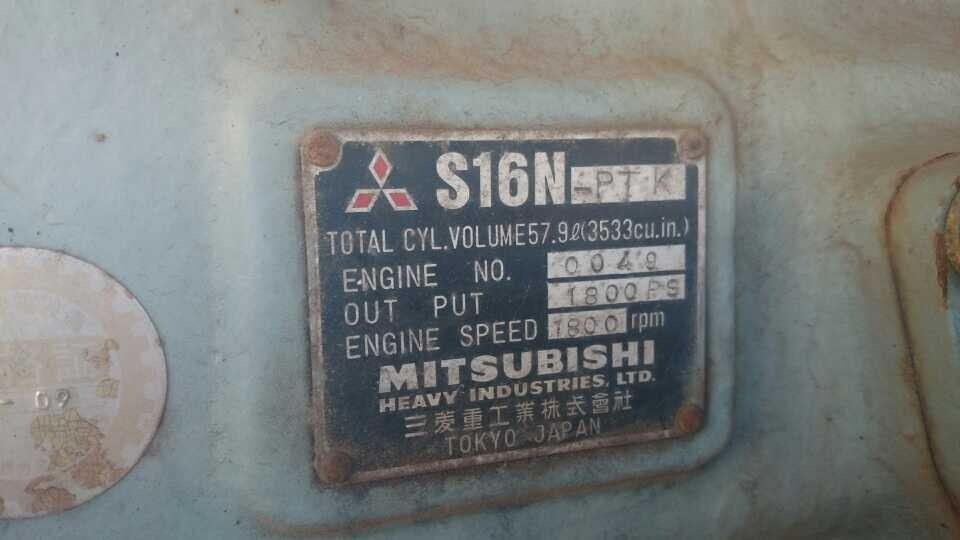 S16N-PTK
TOTAL CYL.VOLUME57.9ℓ(3533cu.in.)
ENGINE NO. 0049
OUT PUT 1800PS
ENGINE SPEED 1800 rpm
MITSUBISHI
HEAVY INDUSTRIES, LTD.
三菱重工業株式會社
TOKYO JAPAN
- 09